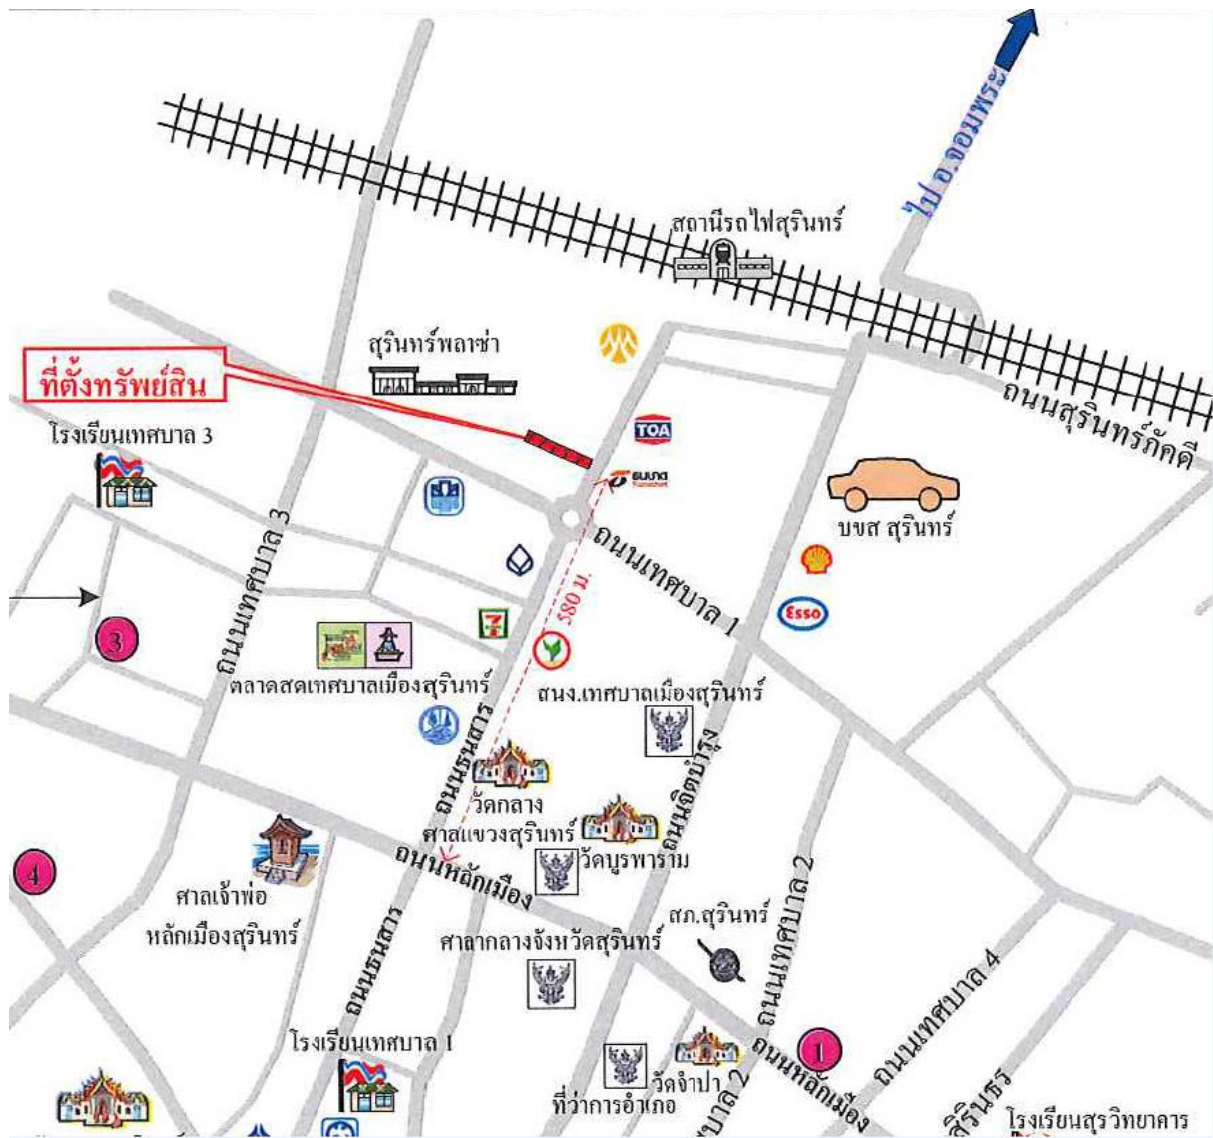 ไป อ.จอมพระ
สถานีรถไฟสุรินทร์
สุรินทร์พลาซ่า
ที่ตั้งทรัพย์สิน
ถนนสุรินทร์ภักดี
โรงเรียนเทศบาล 3
TOA
ธนชาต
บขส สุรินทร์
ถนนเทศบาล 3
ถนนเทศบาล 1
580 ม.
Esso
7
3
ตลาดสดเทศบาลเมืองสุรินทร์
สนง.เทศบาลเมืองสุรินทร์
ถนนธนสาร
ถนนจิตบำรุง
วัดกลาง
ศาลแขวงสุรินทร์
วัดบูรพาราม
ถนนหลักเมือง
4
ศาลเจ้าพ่อ
หลักเมืองสุรินทร์
สภ.สุรินทร์
ถนนเทศบาล 2
ศาลากลางจังหวัดสุรินทร์
ถนนธนสาร
ถนนเทศบาล 4
โรงเรียนเทศบาล 1
1
ถนนหลักเมือง
วัดจำปา
ที่ว่าการอำเภอ
ศบาล 2
สิรินธร
โรงเรียนสุรวิทยาคาร